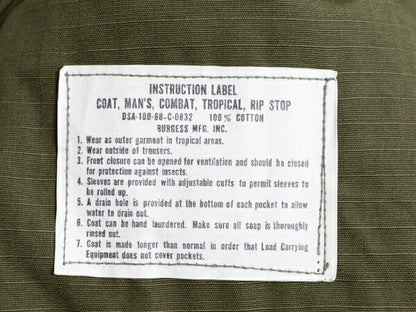 INSTRUCTION LABEL
COAT, MAN'S, COMBAT, TROPICAL, RIP STOP
DSA-100-68-C-0832 100% COTTON
BURGESS MFG. INC.
1. Wear as outer garment in tropical areas.
2. Wear outside of trousers.
3. Front closure can be opened for ventilation and should be closed
for protection against insects.
4. Sleeves are provided with adjustable cuffs to permit sleeves to
be rolled up.
5. A drain hole is provided at the bottom of each pocket to allow
water to drain out.
6. Coat can be hand laundered. Make sure all soap is thoroughly
rinsed out.
7. Coat is made longer than normal in order that Load Carrying
Equipment does not cover pockets.